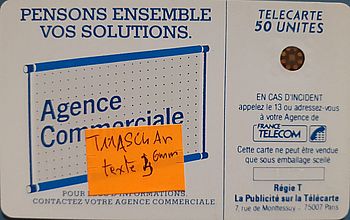 PENSONS ENSEMBLE
VOS SOLUTIONS.
Agence
Commerciale
texte 3 6mm
POUR INFORMATIONS
CONTACTEZ VOTRE AGENCE COMMERCIALE
TELECARTE
50 UNITES
EN CAS D'INCIDENT
appelez le 13 ou adressez-vous
à votre Agence de
FRANCE
TELECOM
Cette carte ne peut être vendue
que sous emballage scellé
Régie T
La Publicité sur la Télécarte
7, rue de Monttessuy - 75007 Paris